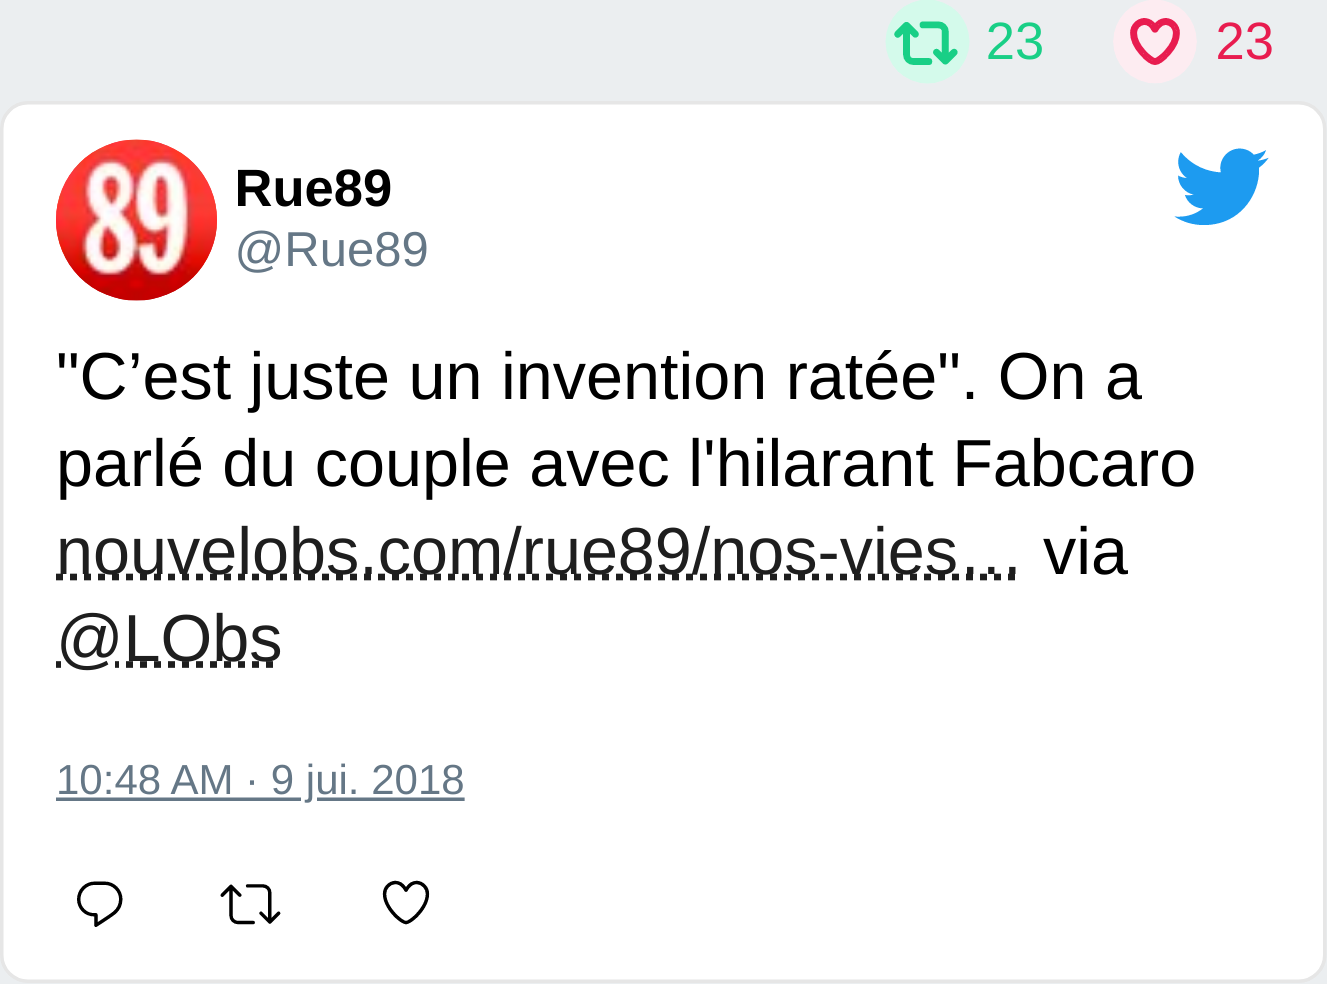 23 23
89
Rue89
@Rue89
"C’est juste un invention ratée". On a
parlé du couple avec l'hilarant Fabcaro
nouvelobs.com/rue89/nos-vies… via
@LObs
10:48 AM · 9 jui. 2018